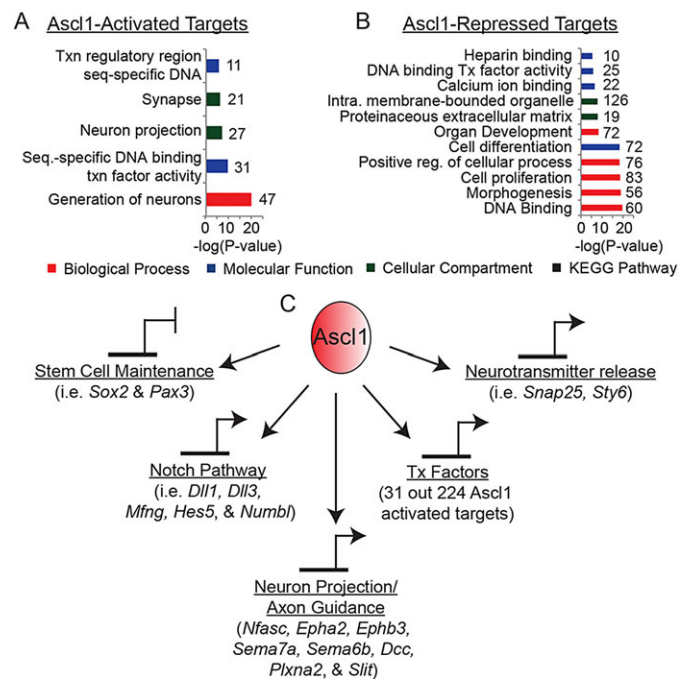 A Ascl1-Activated Targets
Txn regulatory region
seq-specific DNA
11
Synapse
21
Neuron projection
27
Seq.-specific DNA binding
txn factor activity
31
Generation of neurons
47
0 10 20
-log(P-value)
B Ascl1-Repressed Targets
Heparin binding 10
DNA binding Tx factor activity 25
Calcium ion binding 22
Intra. membrane-bounded organelle 126
Proteinaceous extracellular matrix 19
Organ Development 72
Cell differentiation 72
Positive reg. of cellular process 76
Cell proliferation 83
Morphogenesis 56
DNA Binding 60
0 10 20
-log(P-value)
Biological Process Molecular Function Cellular Compartment KEGG Pathway
C
Ascl1
Stem Cell Maintenance
(i.e. Sox2 & Pax3)
Neurotransmitter release
(i.e. Snap25, Sty6)
Notch Pathway
(i.e. Dll1, Dll3,
Mfng, Hes5, & Numbl)
Tx Factors
(31 out 224 Ascl1
activated targets)
Neuron Projection/
Axon Guidance
(Nfasc, Epha2, Ephb3,
Sema7a, Sema6b, Dcc,
Plxna2, & Slit)